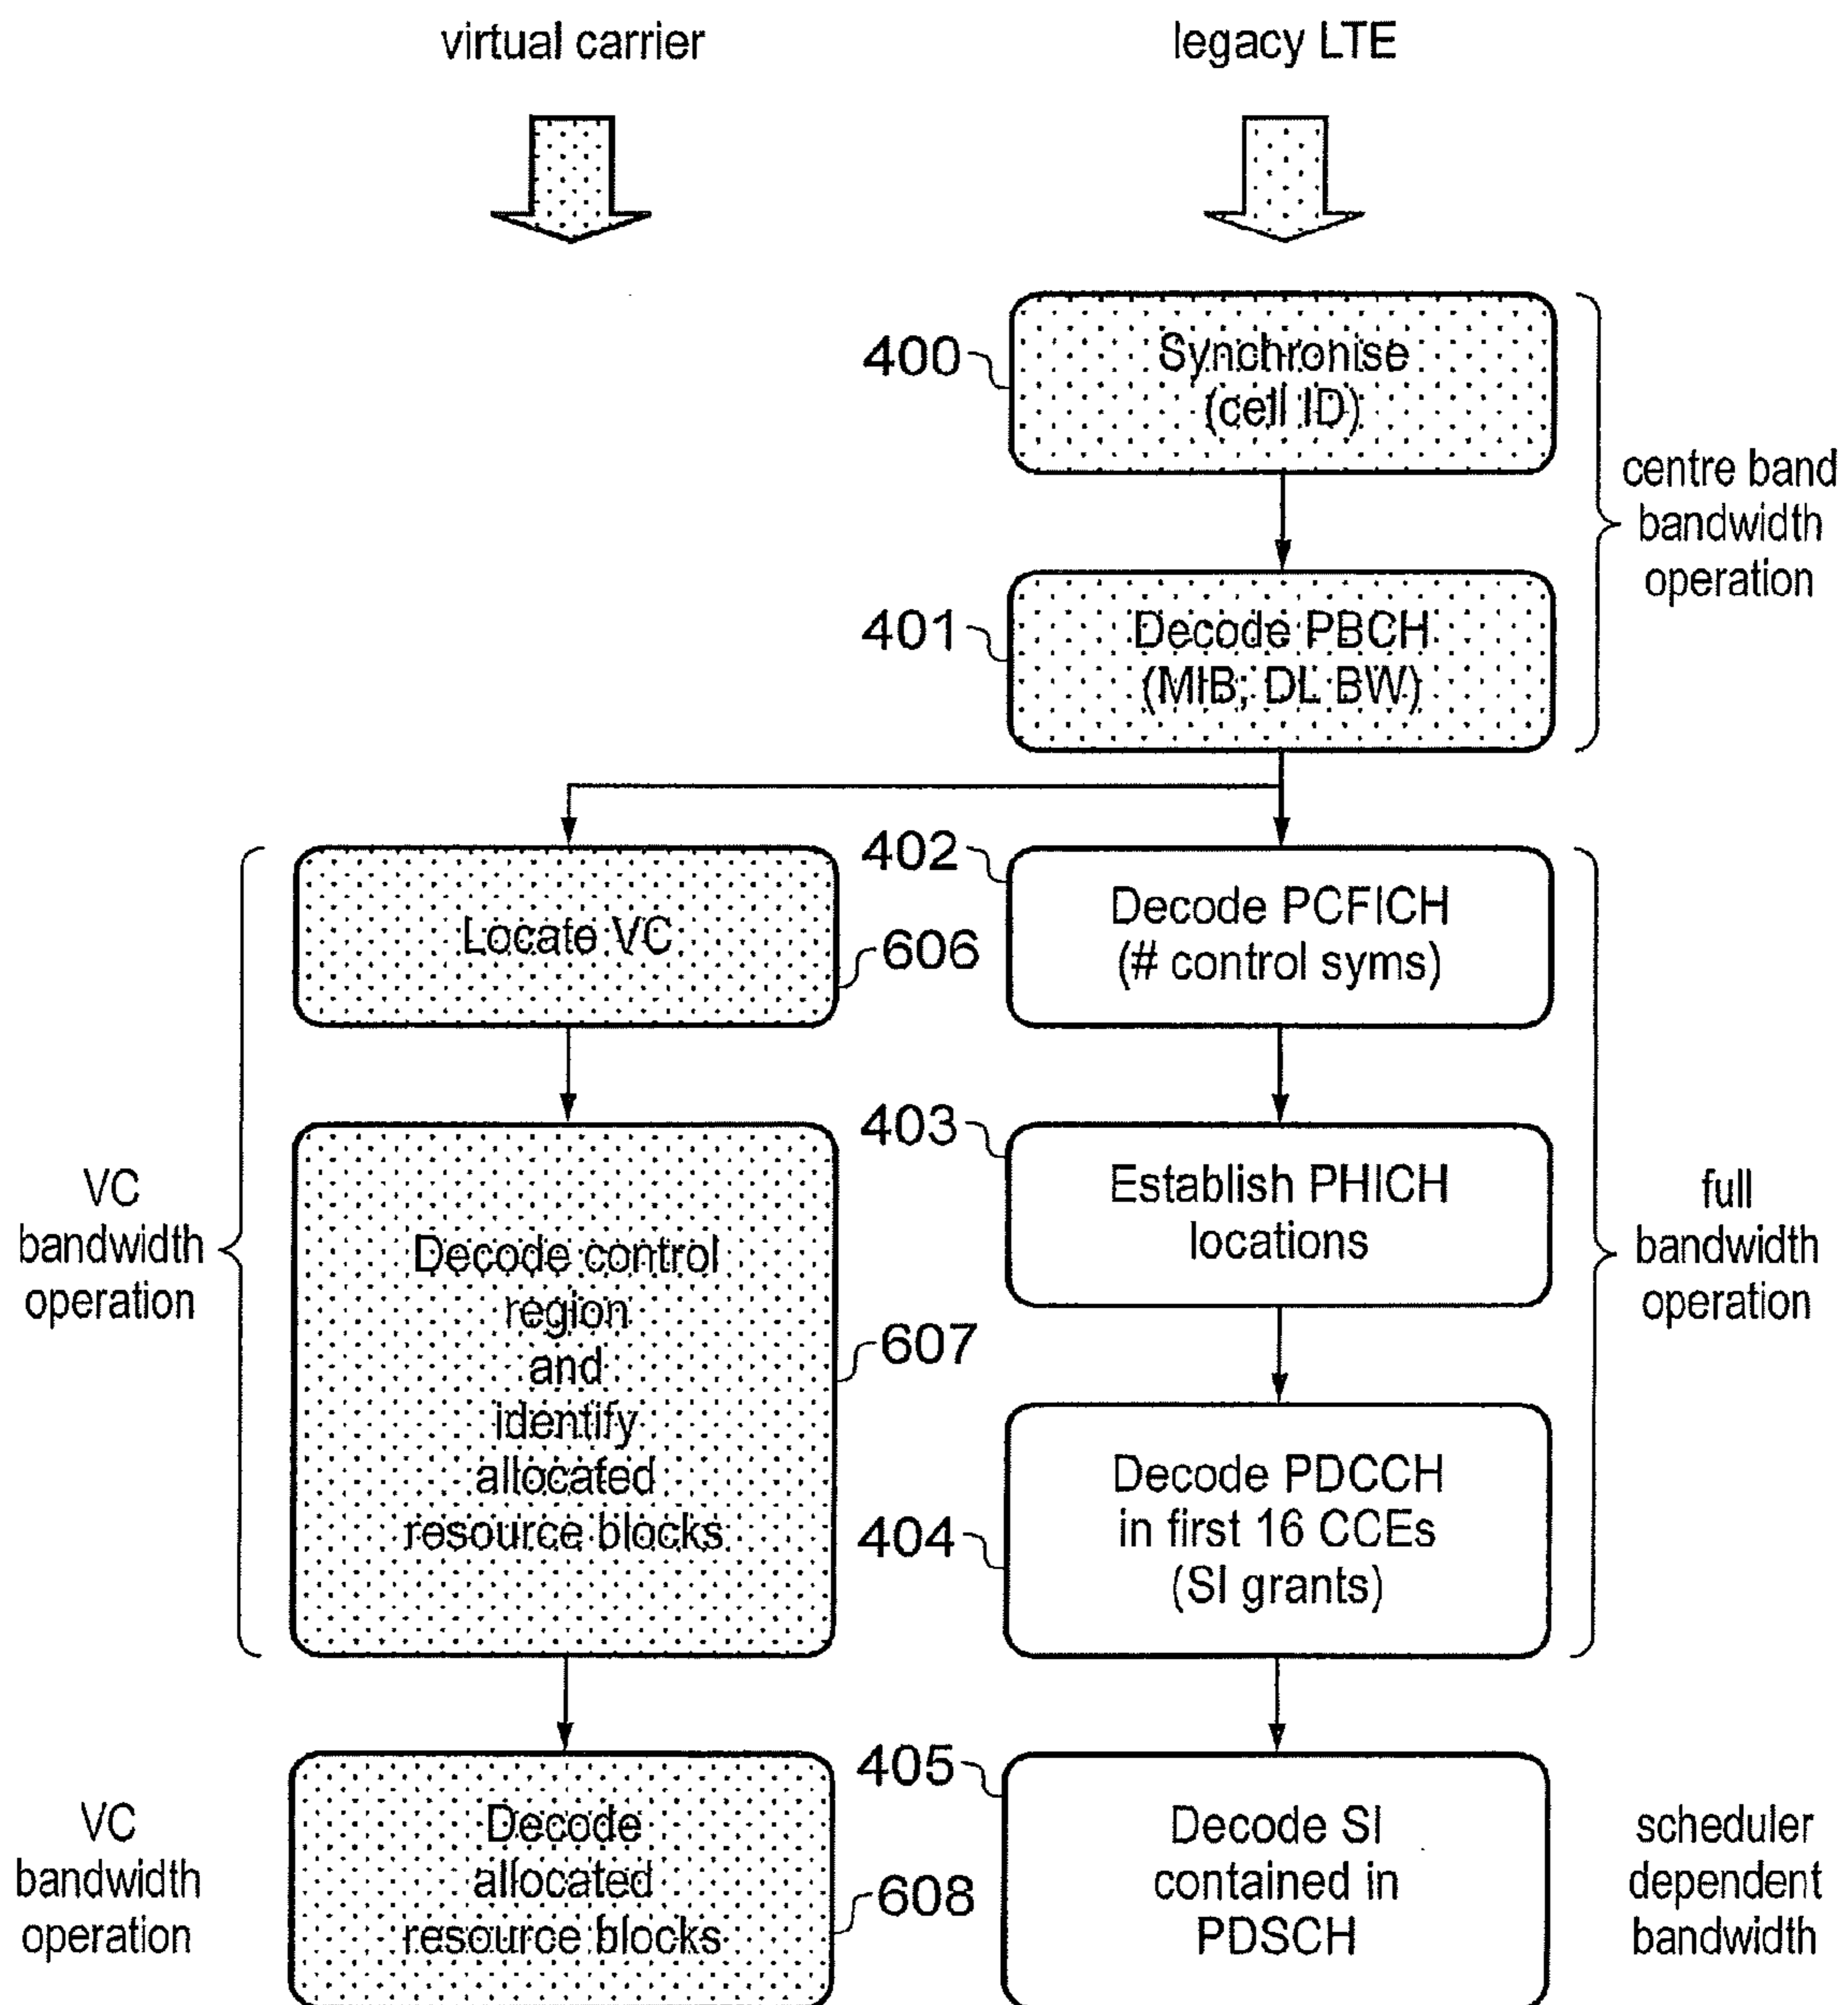 virtual carrier
legacy LTE
400
Synchronise
(cell ID)
centre band
bandwidth
operation
401
Decode PBCH
(MIB; DL BW)
Locate VC
606
402
Decode PCFICH
(# control syms)
VC
bandwidth
operation
Decode control
region
and
identify
allocated
resource blocks
607
403
Establish PHICH
locations
full
bandwidth
operation
404
Decode PDCCH
in first 16 CCEs
(SI grants)
VC
bandwidth
operation
Decode
allocated
resource blocks
608
405
Decode SI
contained in
PDSCH
scheduler
dependent
bandwidth